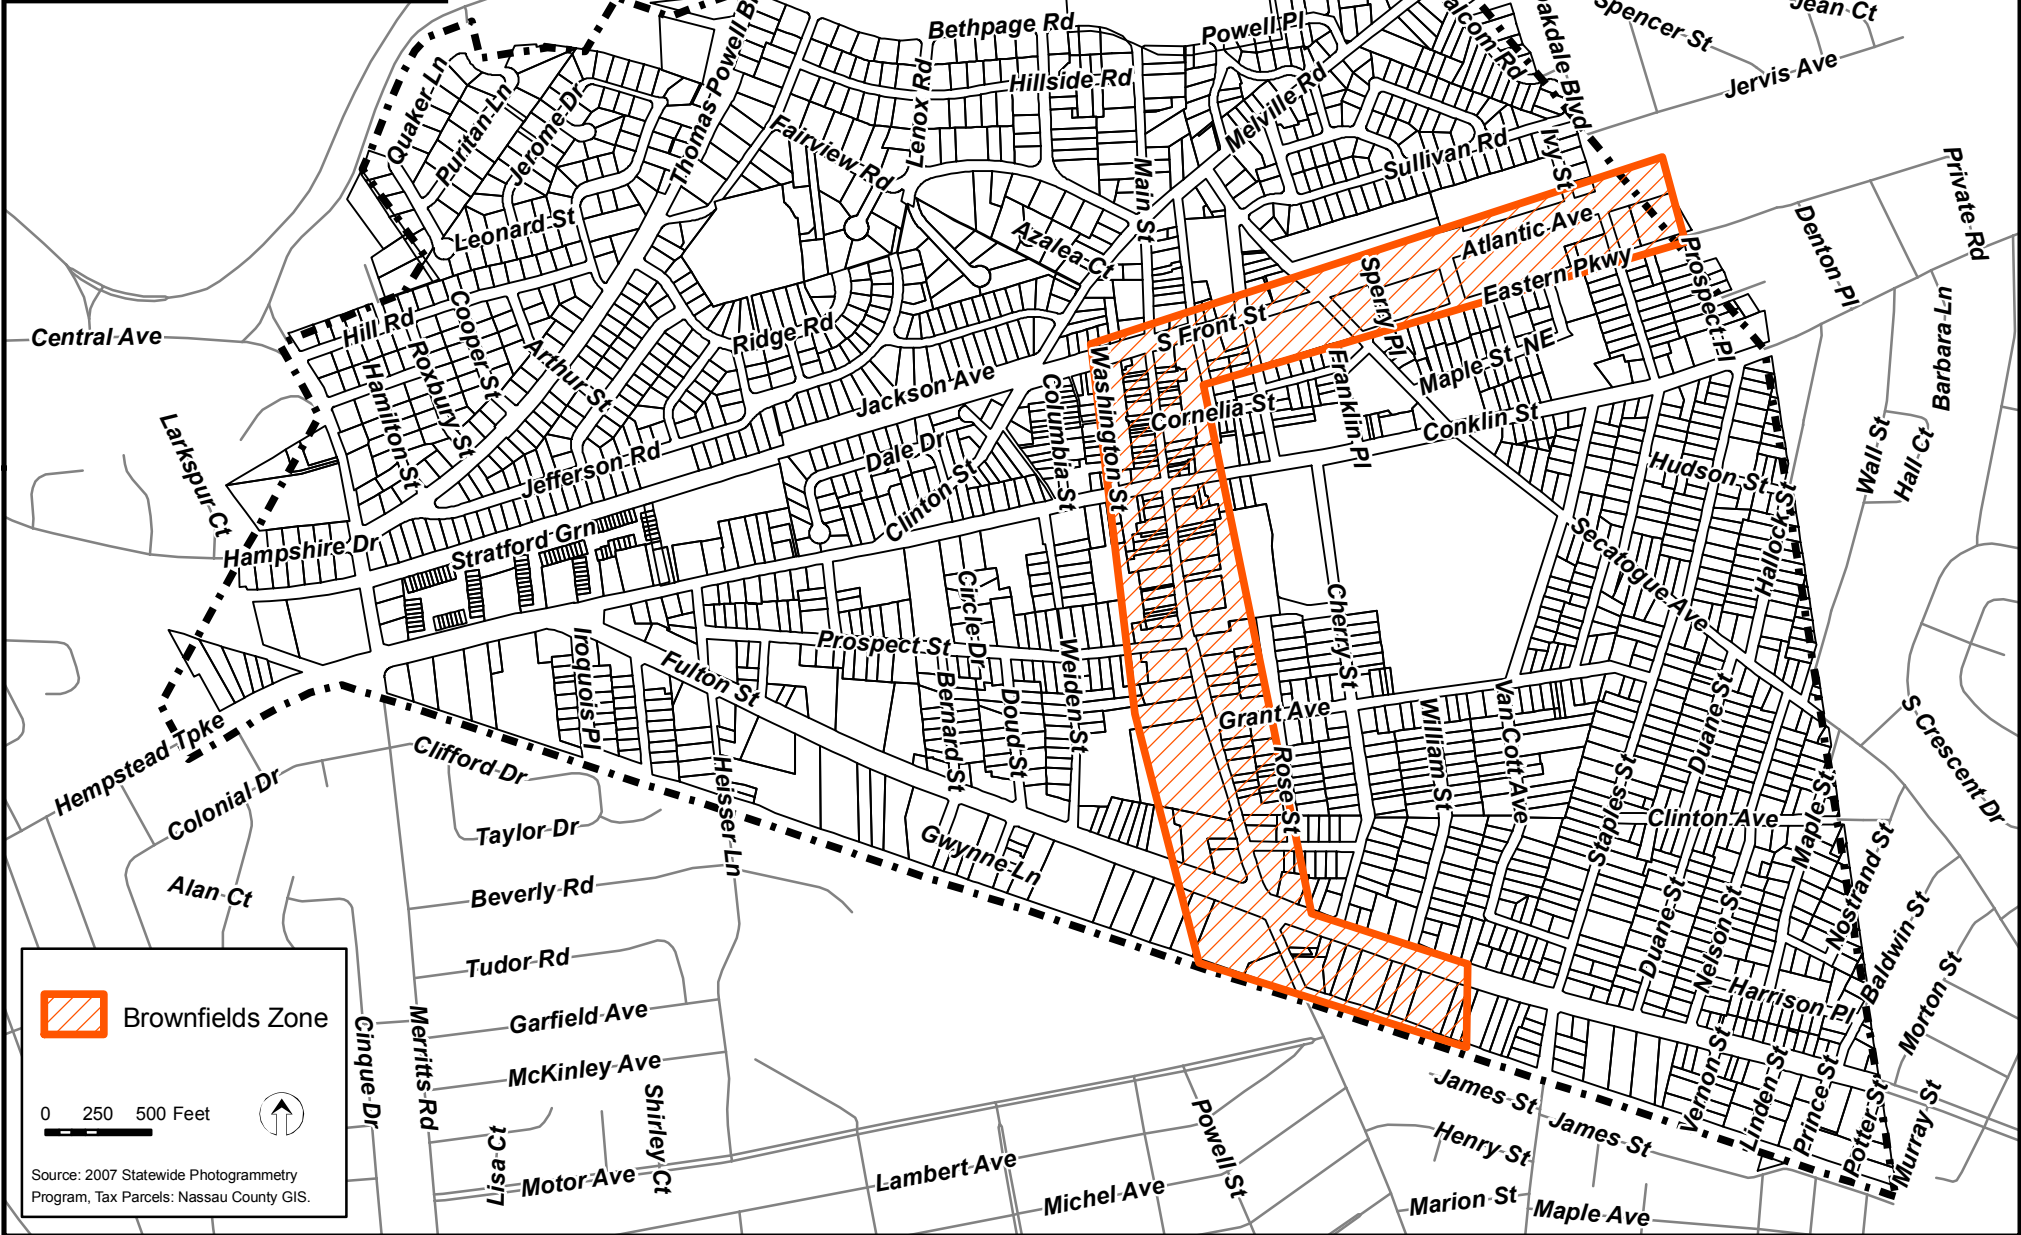 Bethpage Rd
Powell Pl
Spencer St
Jean Ct
Jervis Ave
Quaker Ln
Puritan Ln
Jerome Dr
Hillside Rd
Lenox Rd
Fairview Rd
Melville Rd
Main St
Sullivan Rd
Ivy St
Private Rd
Denton Pl
Leonard St
Azalea Ct
Atlantic Ave
Eastern Pkwy
Prospect Pl
Sperry Pl
Central Ave
Hill Rd
Cooper St
Roxbury St
Hamilton St
Arthur St
Ridge Rd
S Front St
Washington St
Jackson Ave
Columbia St
Cornelia St
Franklin Pl
Maple St NE
Conklin St
Barbara Ln
Wall St
Hall Ct
Larkspur Ct
Jefferson Rd
Dale Dr
Clinton St
Hudson St
Hallock St
Secatogue Ave
Hampshire Dr
Stratford Grn
Circle Dr
Weiden St
Prospect St
Iroquois Pl
Fulton St
Bernard St
Doud St
Cherry St
Grant Ave
William St
Van Cott Ave
Duane St
Staples St
Rose St
Hempstead Tpke
Colonial Dr
Clifford Dr
Heisser Ln
Taylor Dr
Gwynne Ln
Clinton Ave
Maple St
Nostrand St
S Crescent Dr
Alan Ct
Beverly Rd
Tudor Rd
Duane St
Nelson St
Baldwin St
Morton St
Harrison Pl
Garfield Ave
Cinque Dr
Merritts Rd
McKinley Ave
Shirley Ct
Lisa Ct
Motor Ave
Lambert Ave
Michel Ave
Powell St
James St
James St
Henry St
Marion St
Maple Ave
Vernon St
Linden St
Prince St
Potter St
Murray St
Brownfields Zone
0 250 500 Feet
Source: 2007 Statewide Photogrammetry
Program, Tax Parcels: Nassau County GIS.